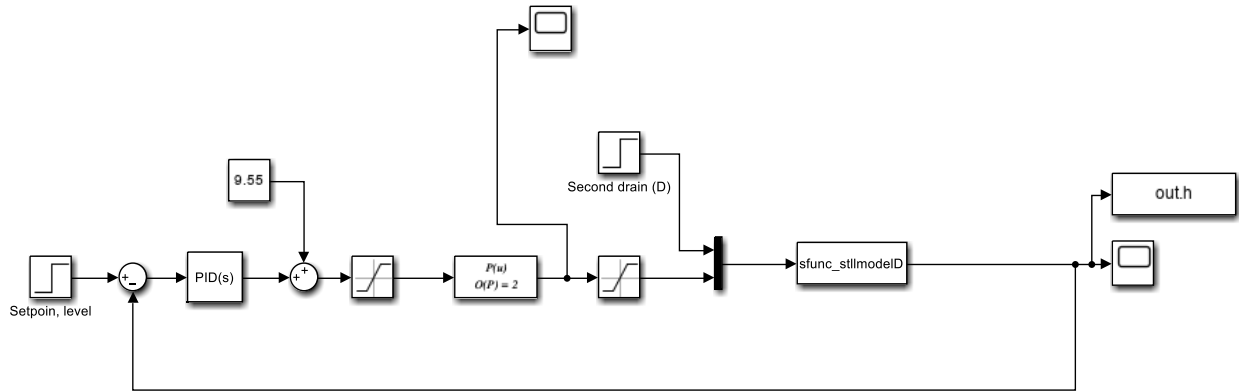 Second drain (D)
9.55
out.h
+
+
+
−
PID(s)
+
P(u)
O(P) = 2
sfunc_stllmodelD
Setpoin, level